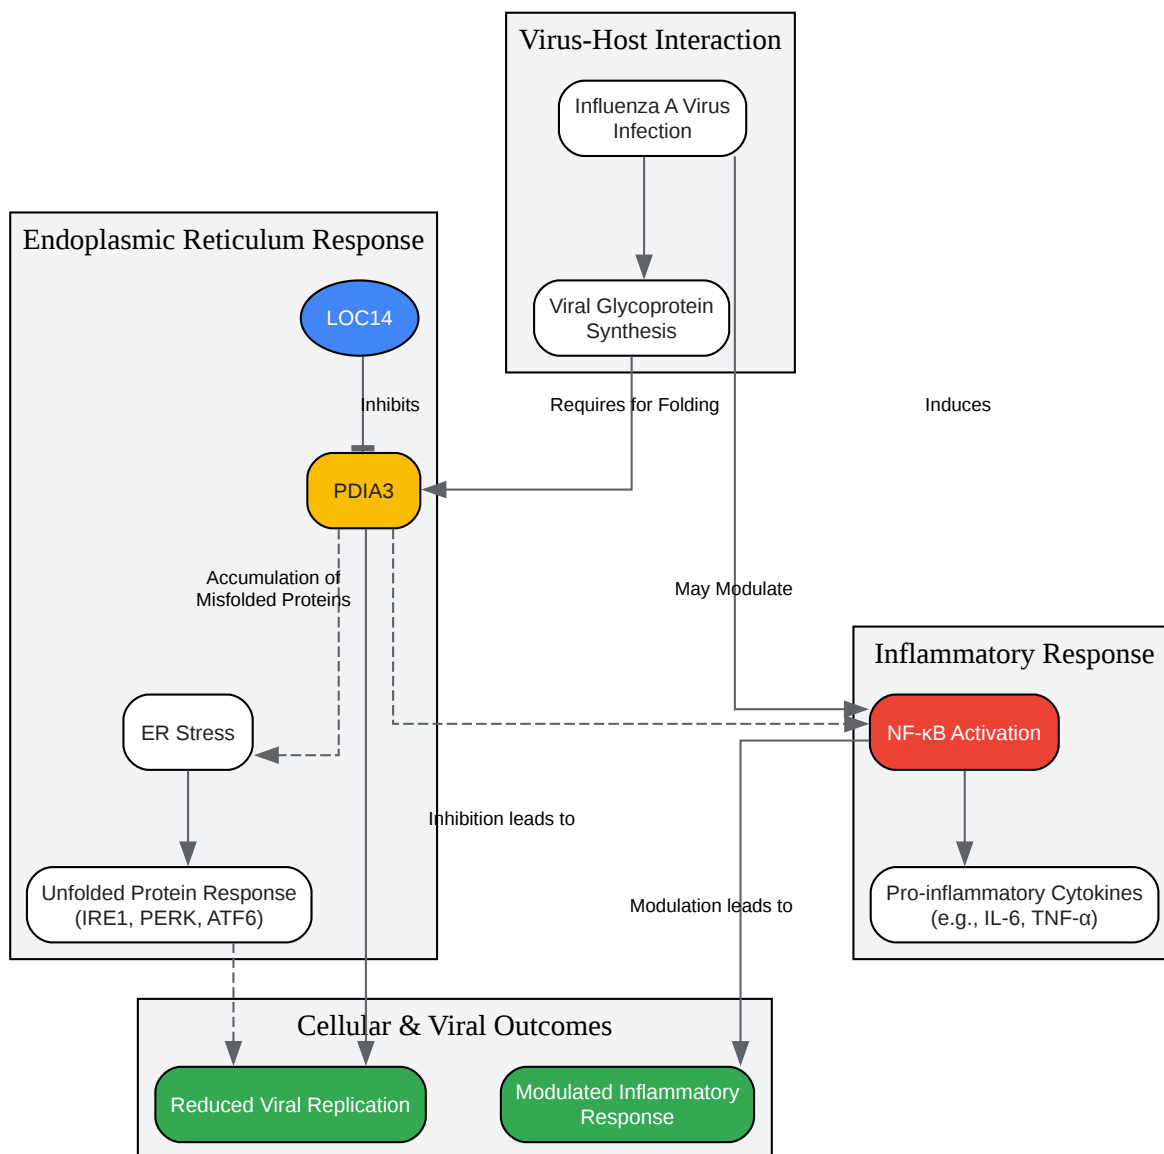 Virus-Host Interaction
Influenza A Virus
Infection
Endoplasmic Reticulum Response
LOC14
Viral Glycoprotein
Synthesis
Inhibits
Requires for Folding
Induces
PDIA3
Accumulation of
Misfolded Proteins
May Modulate
Inflammatory Response
ER Stress
NF-κB Activation
Inhibition leads to
Unfolded Protein Response
(IRE1, PERK, ATF6)
Modulation leads to
Pro-inflammatory Cytokines
(e.g., IL-6, TNF-α)
Cellular & Viral Outcomes
Reduced Viral Replication
Modulated Inflammatory
Response